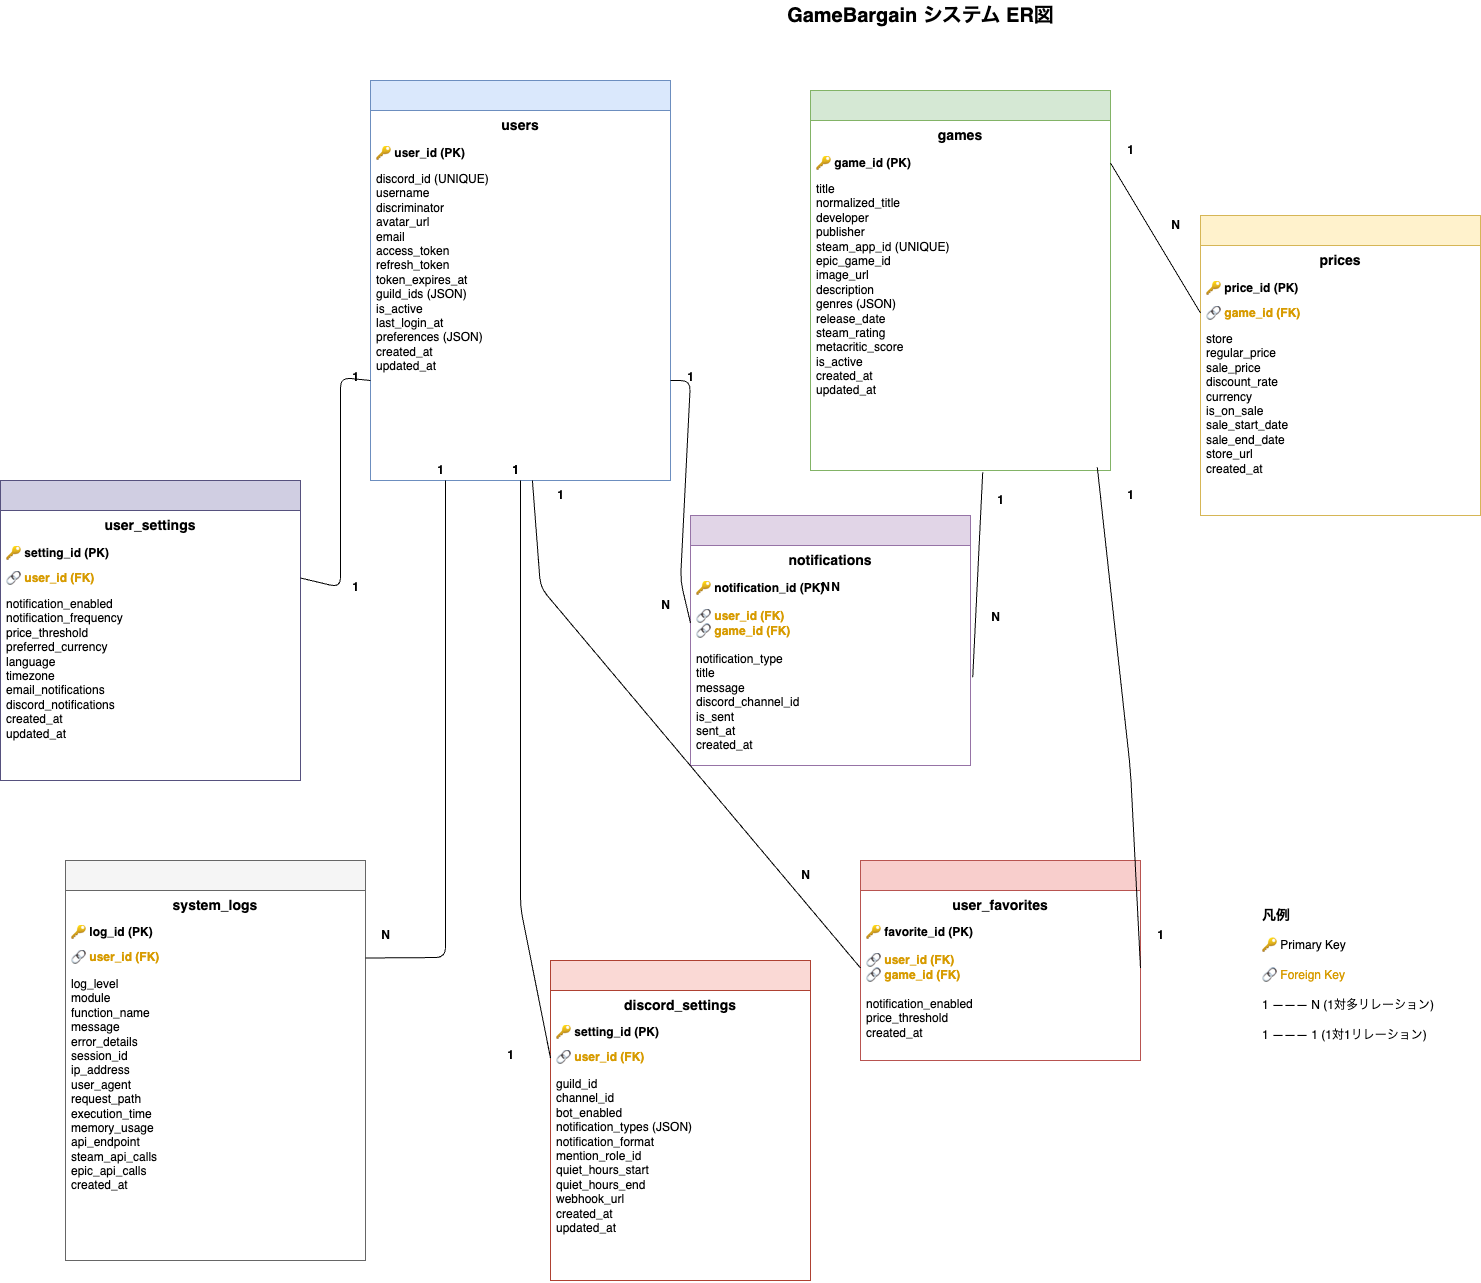 GameBargain システム ER図
users
🔑 user_id (PK)
discord_id (UNIQUE)
username
discriminator
avatar_url
email
access_token
refresh_token
token_expires_at
guild_ids (JSON)
is_active
last_login_at
preferences (JSON)
created_at
updated_at
1
1
1
1
1
games
🔑 game_id (PK)
title
normalized_title
developer
publisher
steam_app_id (UNIQUE)
epic_game_id
image_url
description
genres (JSON)
release_date
steam_rating
metacritic_score
is_active
created_at
updated_at
1
N
1
1
prices
🔑 price_id (PK)
🔗 game_id (FK)
store
regular_price
sale_price
discount_rate
currency
is_on_sale
sale_start_date
sale_end_date
store_url
created_at
user_settings
🔑 setting_id (PK)
🔗 user_id (FK)
notification_enabled
notification_frequency
price_threshold
preferred_currency
language
timezone
email_notifications
discord_notifications
created_at
updated_at
1
notifications
🔑 notification_id (PK)
N N
🔗 user_id (FK)
🔗 game_id (FK)
notification_type
title
message
discord_channel_id
is_sent
sent_at
created_at
N
N
system_logs
🔑 log_id (PK)
🔗 user_id (FK)
log_level
module
function_name
message
error_details
session_id
ip_address
user_agent
request_path
execution_time
memory_usage
api_endpoint
steam_api_calls
epic_api_calls
created_at
N
discord_settings
🔑 setting_id (PK)
🔗 user_id (FK)
guild_id
channel_id
bot_enabled
notification_types (JSON)
notification_format
mention_role_id
quiet_hours_start
quiet_hours_end
webhook_url
created_at
updated_at
1
user_favorites
🔑 favorite_id (PK)
🔗 user_id (FK)
🔗 game_id (FK)
notification_enabled
price_threshold
created_at
N
1
凡例
🔑 Primary Key
🔗 Foreign Key
1 ─── N (1対多リレーション)
1 ─── 1 (1対1リレーション)